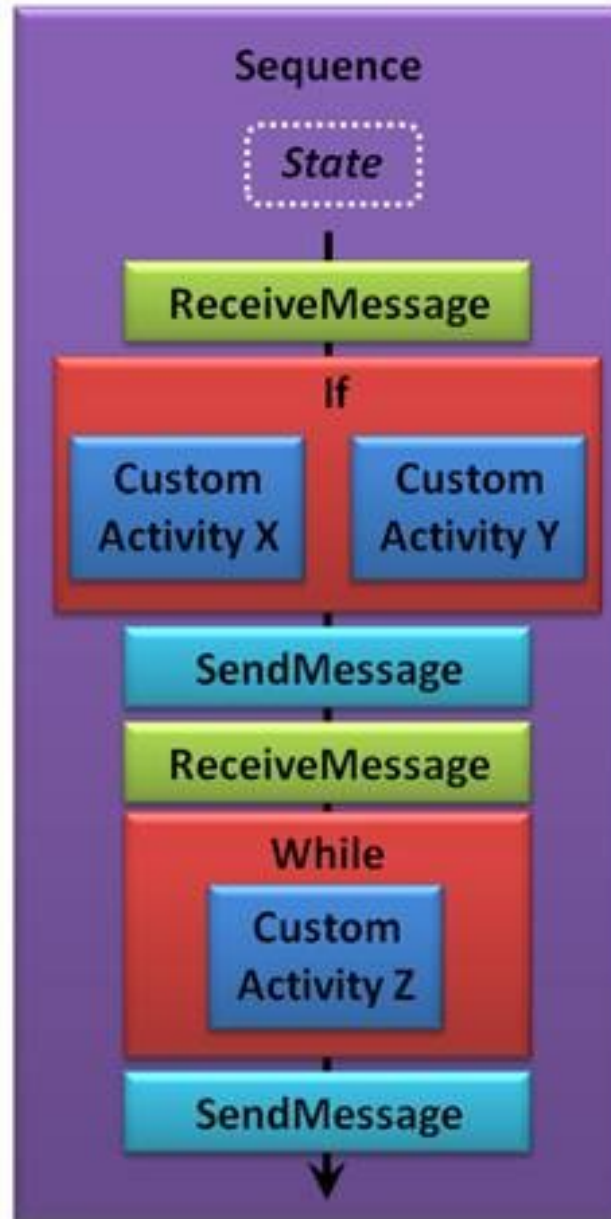 Sequence
State
ReceiveMessage
If
Custom
Activity X
Custom
Activity Y
SendMessage
ReceiveMessage
While
Custom
Activity Z
SendMessage